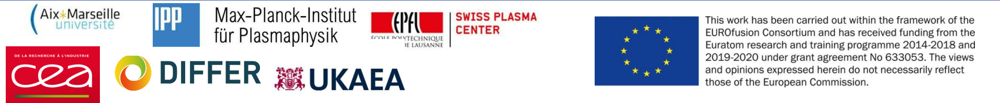 Aix*Marseille
université
IPP
Max-Planck-Institut
für Plasmaphysik
EPFL
ÉCOLE POLYTECHNIQUE
DE LAUSANNE
SWISS PLASMA
CENTER
DE LA RECHERCHE À L'INDUSTRIE
cea
DIFFER
UKAEA
This work has been carried out within the framework of the
EUROfusion Consortium and has received funding from the
Euratom research and training programme 2014-2018 and
2019-2020 under grant agreement No 633053. The views
and opinions expressed herein do not necessarily reflect
those of the European Commission.